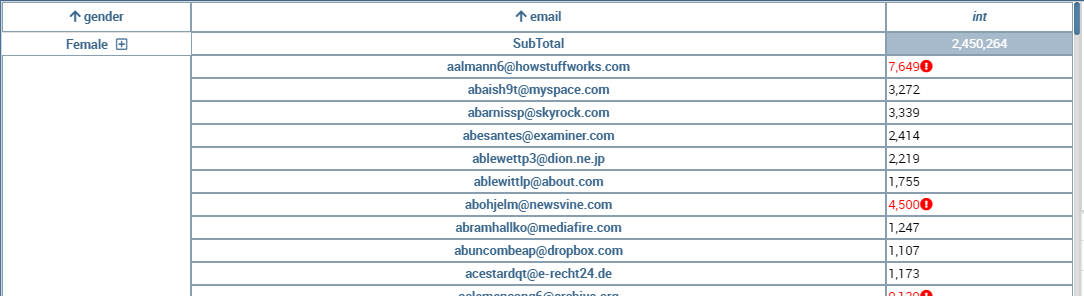 gender email int
Female SubTotal 2,450,264
aalmann6@howstuffworks.com 7,649
abaish9t@myspace.com 3,272
abarnissp@skyrock.com 3,339
abesantes@examiner.com 2,414
ablewettp3@dion.ne.jp 2,219
ablewittlp@about.com 1,755
abohjelm@newsvine.com 4,500
abramhallko@mediafire.com 1,247
abuncombeap@dropbox.com 1,107
acestardqt@e-recht24.de 1,173